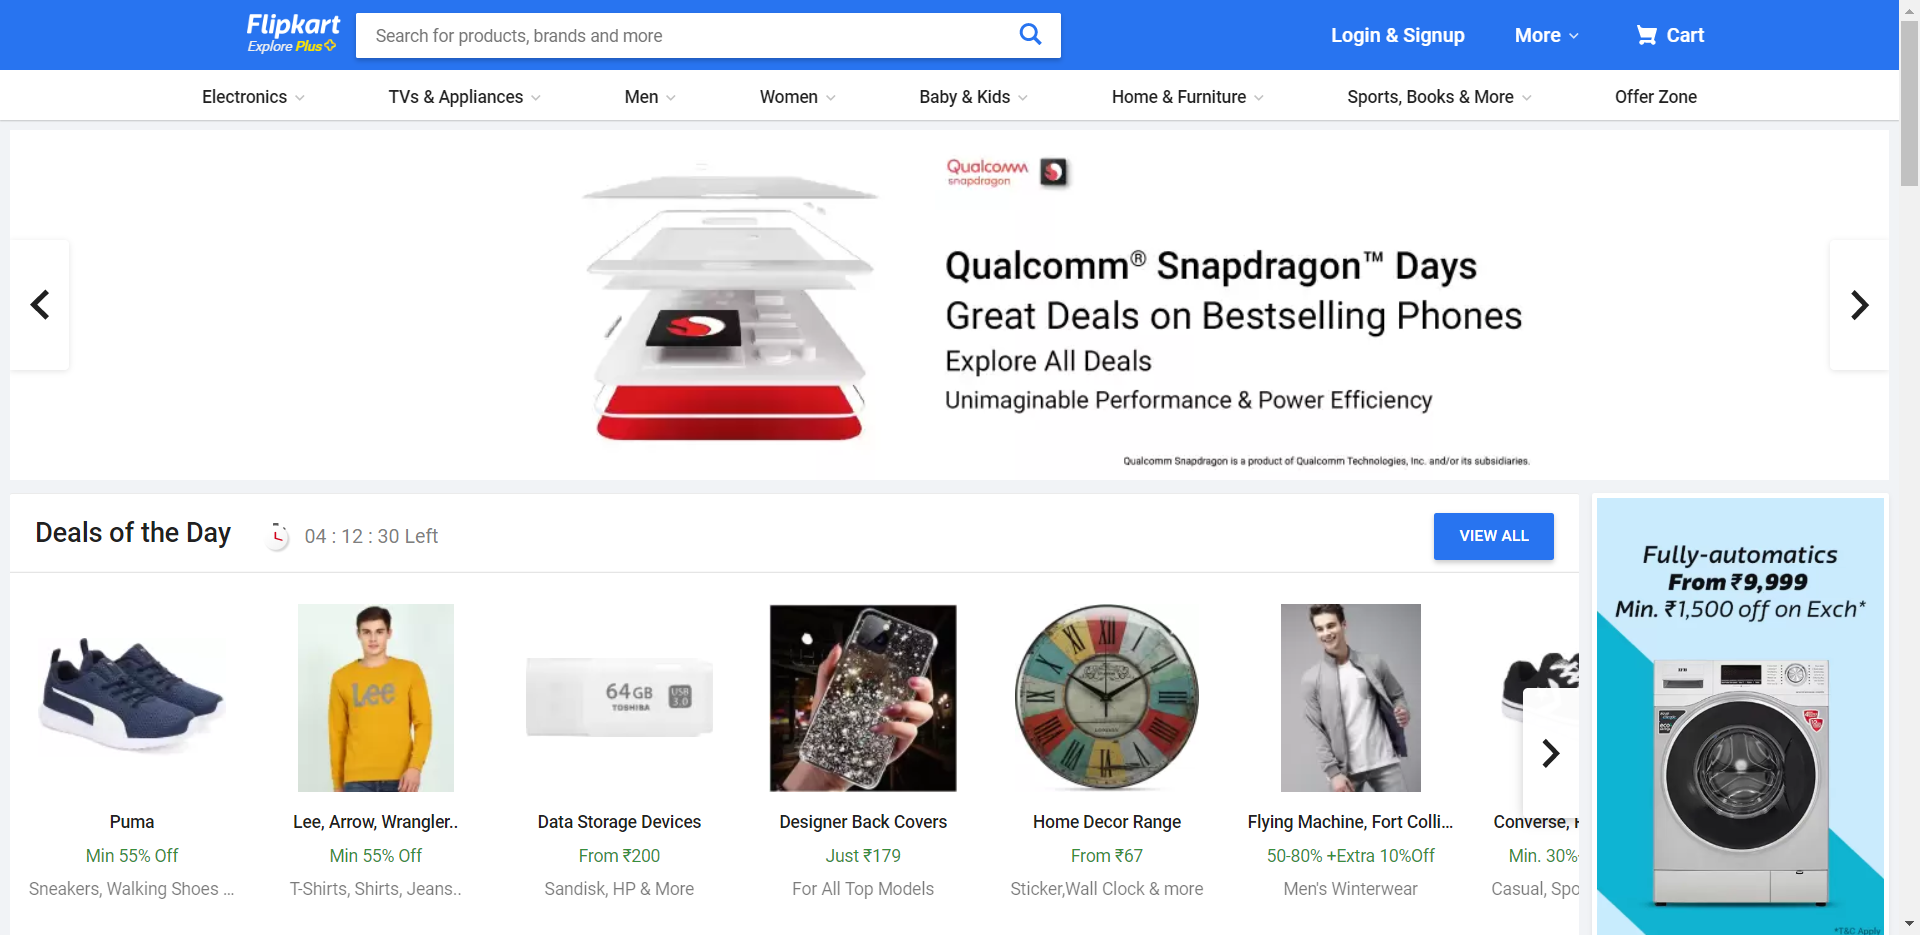 Flipkart
Explore Plus
Search for products, brands and more
Login & Signup
More
Cart
Electronics
TVs & Appliances
Men
Women
Baby & Kids
Home & Furniture
Sports, Books & More
Offer Zone
Qualcomm
snapdragon
Qualcomm® Snapdragon™ Days
Great Deals on Bestselling Phones
Explore All Deals
Unimaginable Performance & Power Efficiency
Qualcomm Snapdragon is a product of Qualcomm Technologies, Inc. and/or its subsidiaries.
Deals of the Day
04 : 12 : 30 Left
VIEW ALL
Lee
64GB
TOSHIBA
USB
3.0
Puma
Min 55% Off
Sneakers, Walking Shoes ...
Lee, Arrow, Wrangler..
Min 55% Off
T-Shirts, Shirts, Jeans..
Data Storage Devices
From ₹200
Sandisk, HP & More
Designer Back Covers
Just ₹179
For All Top Models
Home Decor Range
From ₹67
Sticker,Wall Clock & more
Flying Machine, Fort Colli...
50-80% +Extra 10%Off
Men's Winterwear
Converse,
Min. 30%
Casual, Spo
Fully-automatics
From ₹9,999
Min. ₹1,500 off on Exch*
IFB
*T&C Apply